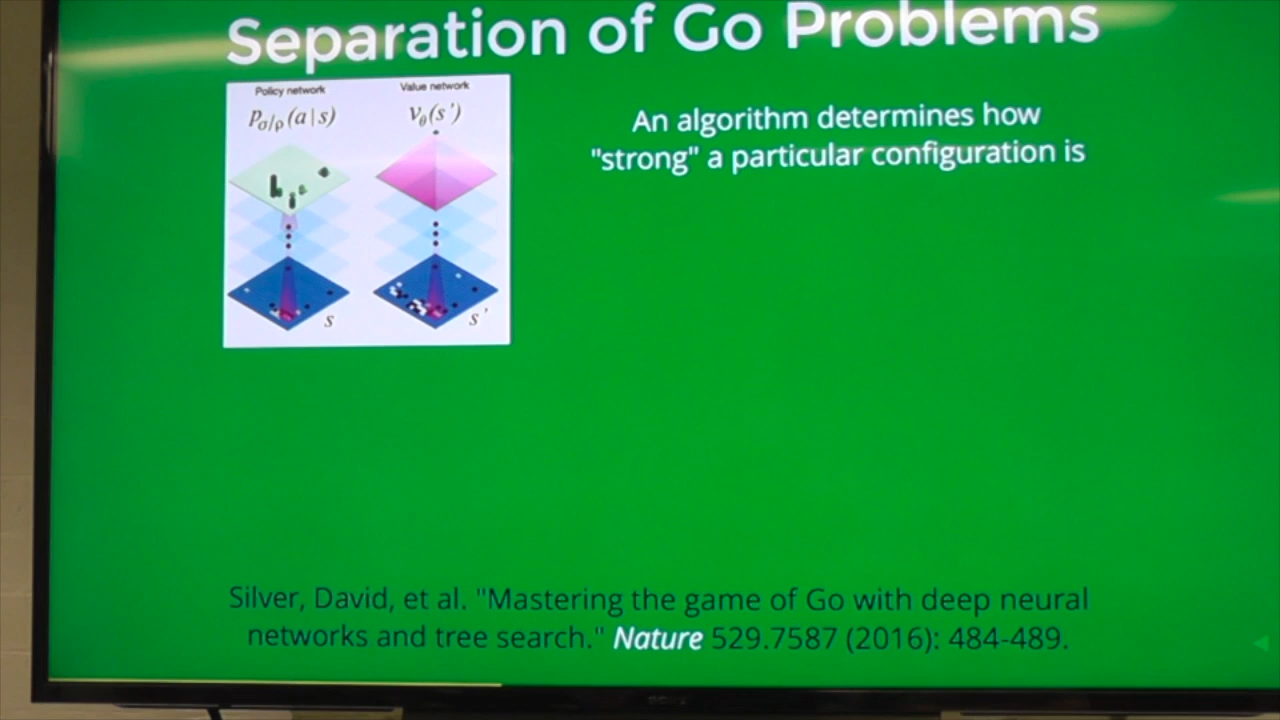 Separation of Go Problems
Policy network
Value network
Pσ/ρ (a|s)
Vθ (s')
s
s'
An algorithm determines how
"strong" a particular configuration is
Silver, David, et al. "Mastering the game of Go with deep neural
networks and tree search." Nature 529.7587 (2016): 484-489.